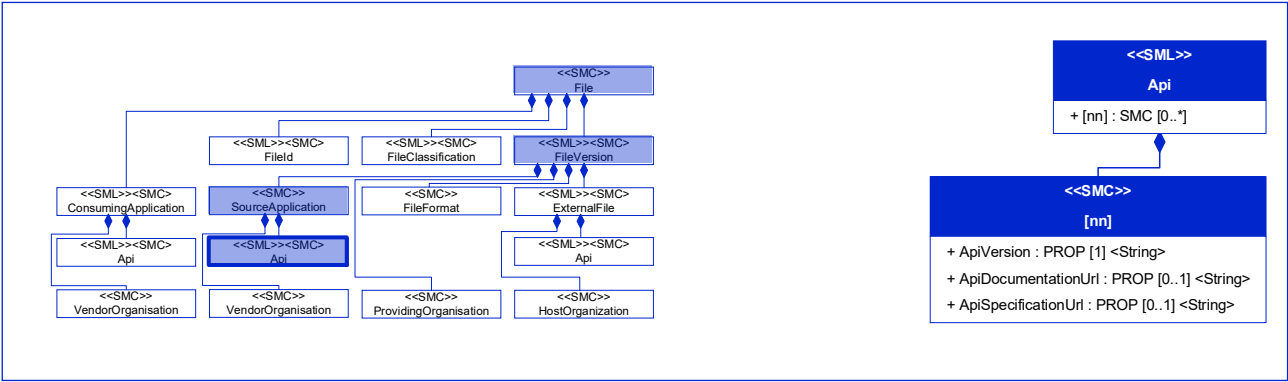 <<SMC>>
File
<<SML>><SMC>
FileId
<<SML>><SMC>
FileClassification
<<SML>><SMC>
FileVersion
<<SML>><SMC>
ConsumingApplication
<<SMC>>
SourceApplication
<<SMC>>
FileFormat
<<SML>><SMC>
ExternalFile
<<SML>><SMC>
Api
<<SML>><SMC>
Api
<<SML>><SMC>
Api
<<SMC>>
VendorOrganisation
<<SMC>>
VendorOrganisation
<<SMC>>
ProvidingOrganisation
<<SMC>>
HostOrganization
<<SML>>
Api
+ [nn] : SMC [0..*]
<<SMC>>
[nn]
+ ApiVersion : PROP [1] <String>
+ ApiDocumentationUrl : PROP [0..1] <String>
+ ApiSpecificationUrl : PROP [0..1] <String>